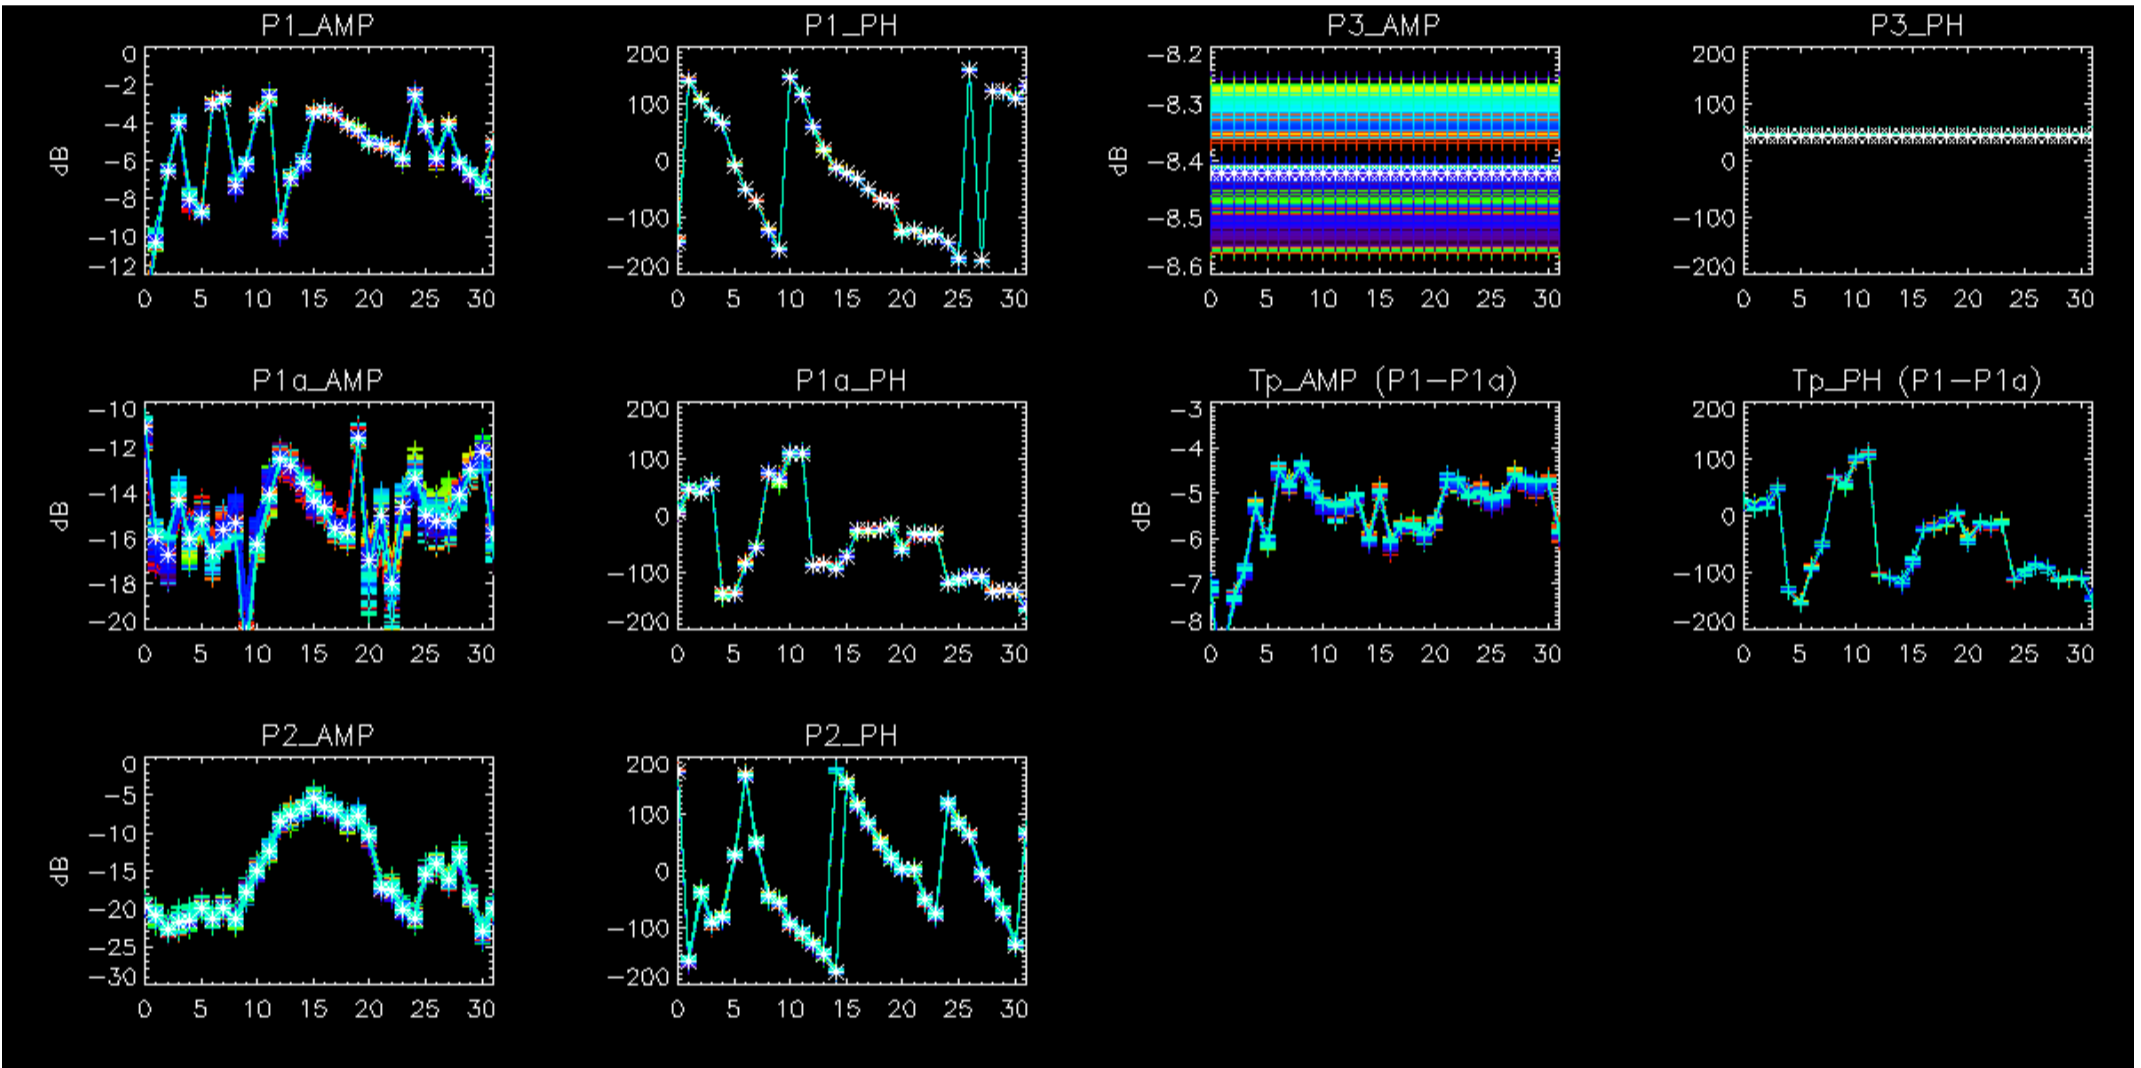 P1_AMP
P1_PH
P3_AMP
P3_PH
0
-2
-4
-6
-8
-10
-12
dB
0 5 10 15 20 25 30
200
100
0
-100
-200
0 5 10 15 20 25 30
-8.2
-8.3
-8.4
-8.5
-8.6
dB
0 5 10 15 20 25 30
200
100
0
-100
-200
0 5 10 15 20 25 30
P1a_AMP
P1a_PH
Tp_AMP (P1-P1a)
Tp_PH (P1-P1a)
-10
-12
-14
-16
-18
-20
dB
0 5 10 15 20 25 30
200
100
0
-100
-200
0 5 10 15 20 25 30
-3
-4
-5
-6
-7
-8
dB
0 5 10 15 20 25 30
200
100
0
-100
-200
0 5 10 15 20 25 30
P2_AMP
P2_PH
0
-5
-10
-15
-20
-25
-30
dB
0 5 10 15 20 25 30
200
100
0
-100
-200
0 5 10 15 20 25 30